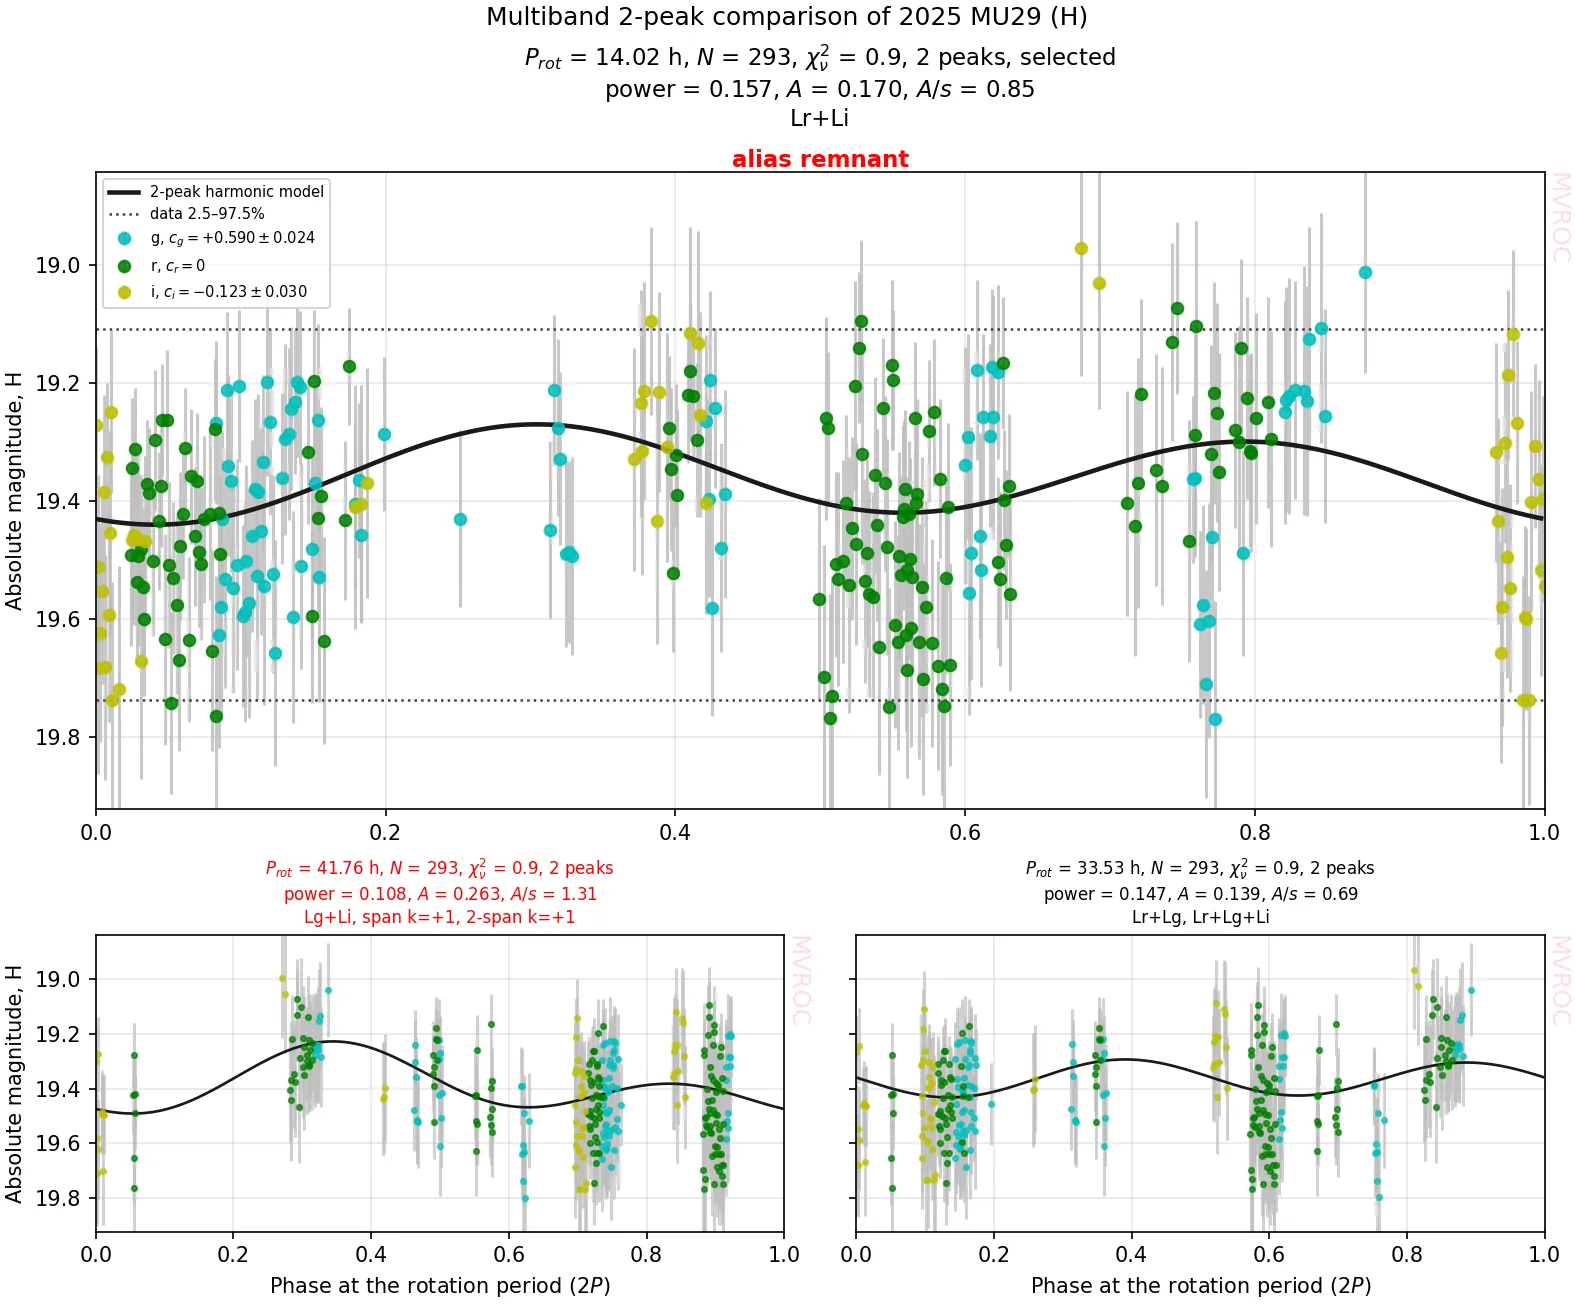 Multiband 2-peak comparison of 2025 MU29 (H)
P_rot = 14.02 h, N = 293, χ²_ν = 0.9, 2 peaks, selected
power = 0.157, A = 0.170, A/s = 0.85
Lr+Li
alias remnant
2-peak harmonic model
data 2.5–97.5%
g, c_g = +0.590 ± 0.024
r, c_r = 0
i, c_i = −0.123 ± 0.030
MVROC
Absolute magnitude, H
19.0
19.2
19.4
19.6
19.8
0.0 0.2 0.4 0.6 0.8 1.0
P_rot = 41.76 h, N = 293, χ²_ν = 0.9, 2 peaks
power = 0.108, A = 0.263, A/s = 1.31
Lg+Li, span k=+1, 2-span k=+1
MVROC
Absolute magnitude, H
19.0
19.2
19.4
19.6
19.8
0.0 0.2 0.4 0.6 0.8 1.0
Phase at the rotation period (2P)
P_rot = 33.53 h, N = 293, χ²_ν = 0.9, 2 peaks
power = 0.147, A = 0.139, A/s = 0.69
Lr+Lg, Lr+Lg+Li
MVROC
0.0 0.2 0.4 0.6 0.8 1.0
Phase at the rotation period (2P)